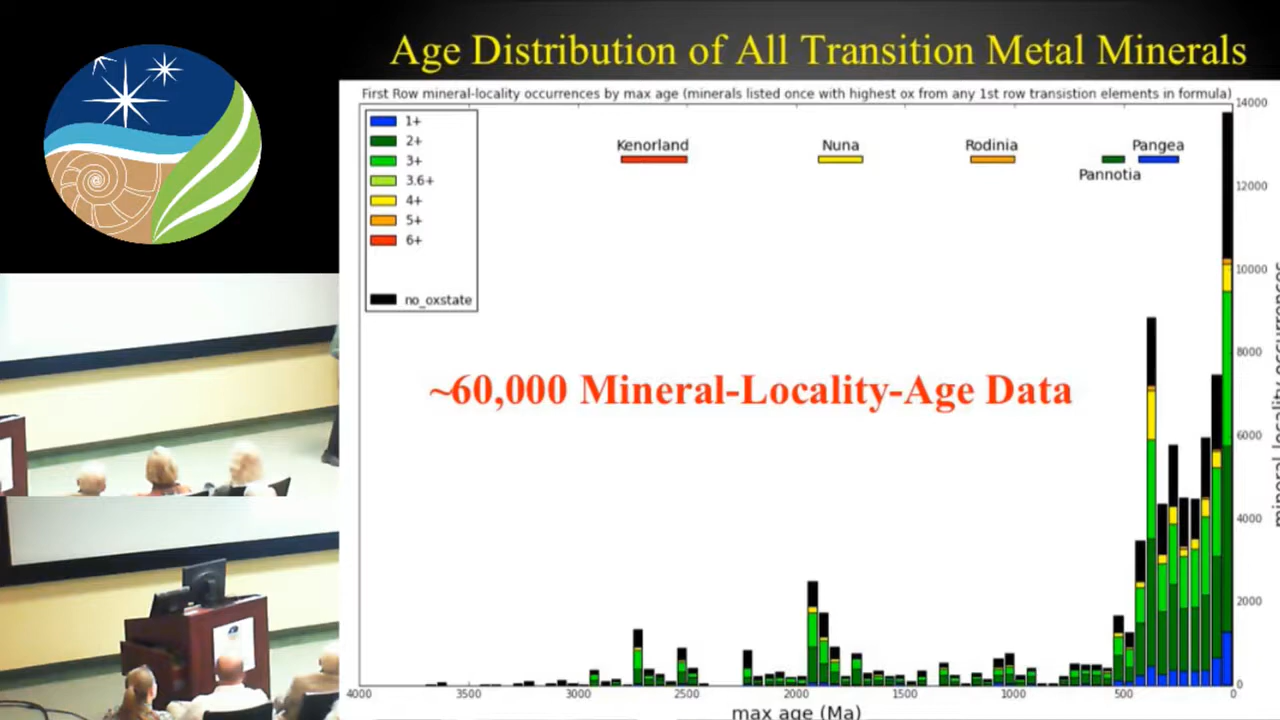 Age Distribution of All Transition Metal Minerals
First Row mineral-locality occurrences by max age (minerals listed once with highest ox from any 1st row transistion elements in formula)
1+
2+
3+
3.6+
4+
5+
6+
no_oxstate
Kenorland
Nuna
Rodinia
Pangea
Pannotia
~60,000 Mineral-Locality-Age Data
14000
12000
10000
8000
6000
4000
2000
0
mineral locality occurrences
4000 3500 3000 2500 2000 1500 1000 500 0
max age (Ma)